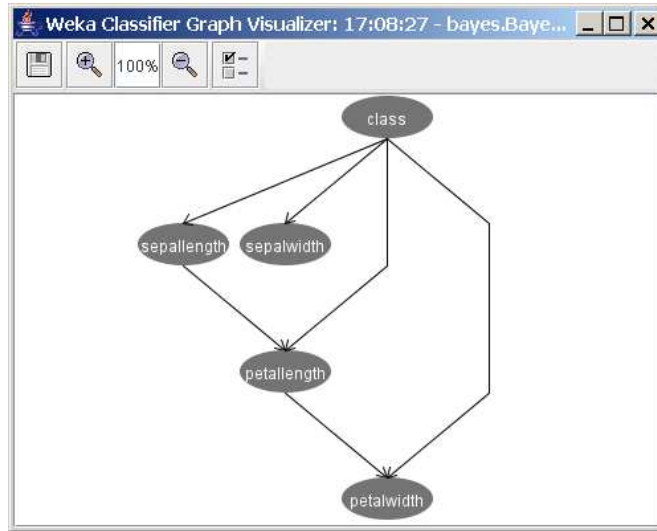 Weka Classifier Graph Visualizer: 17:08:27 - bayes.Baye...
100%
class
sepallength
sepalwidth
petallength
petalwidth